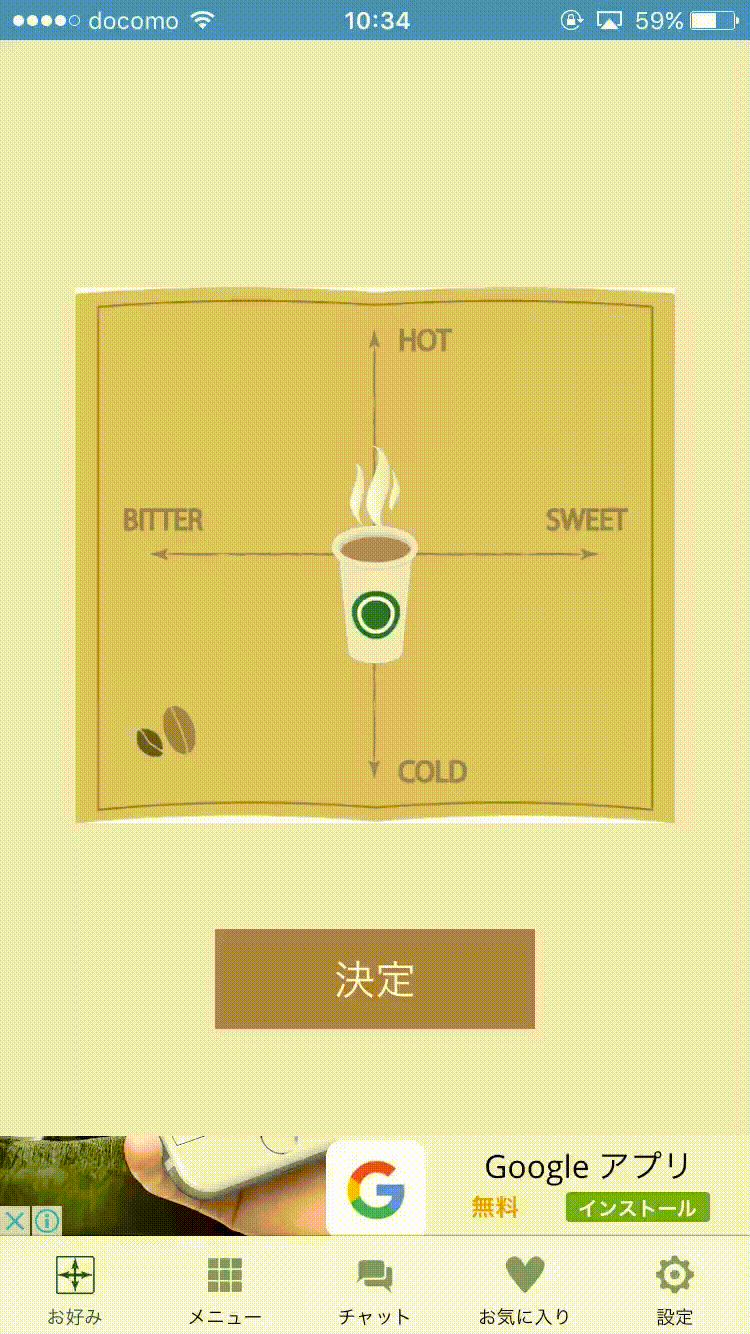 docomo 10:34 59%
HOT
BITTER
SWEET
COLD
決定
Google アプリ
無料 インストール
お好み メニュー チャット お気に入り 設定